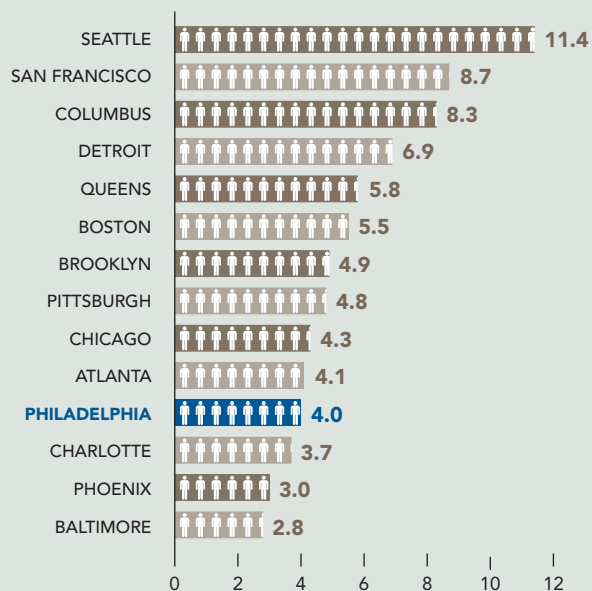 SEATTLE 11.4
SAN FRANCISCO 8.7
COLUMBUS 8.3
DETROIT 6.9
QUEENS 5.8
BOSTON 5.5
BROOKLYN 4.9
PITTSBURGH 4.8
CHICAGO 4.3
ATLANTA 4.1
PHILADELPHIA 4.0
CHARLOTTE 3.7
PHOENIX 3.0
BALTIMORE 2.8
0 2 4 6 8 10 12